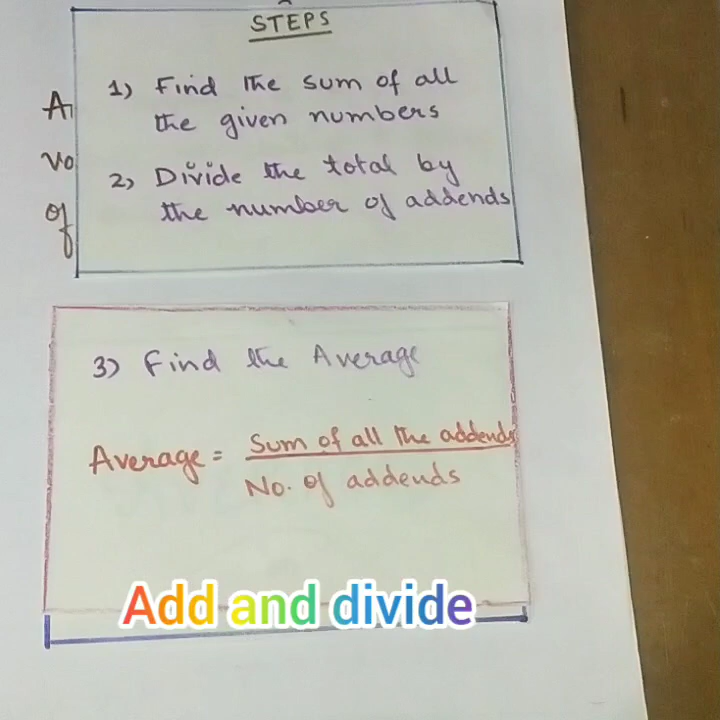 STEPS
1) Find the sum of all
the given numbers
2) Divide the total by
the number of addends
3) Find the Average
Average = Sum of all the addends
No. of addends
Add and divide